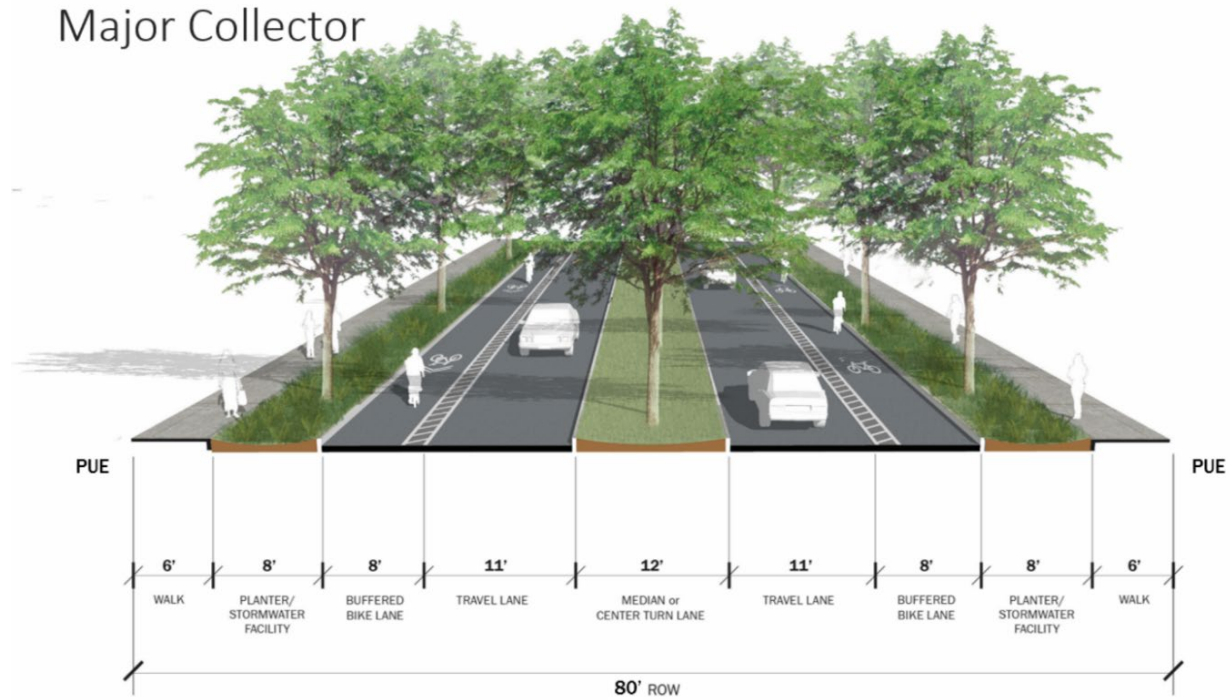 Major Collector
PUE
PUE
6'
8'
8'
11'
12'
11'
8'
8'
6'
WALK
PLANTER/
STORMWATER
FACILITY
BUFFERED
BIKE LANE
TRAVEL LANE
MEDIAN or
CENTER TURN LANE
TRAVEL LANE
BUFFERED
BIKE LANE
PLANTER/
STORMWATER
FACILITY
WALK
80' ROW